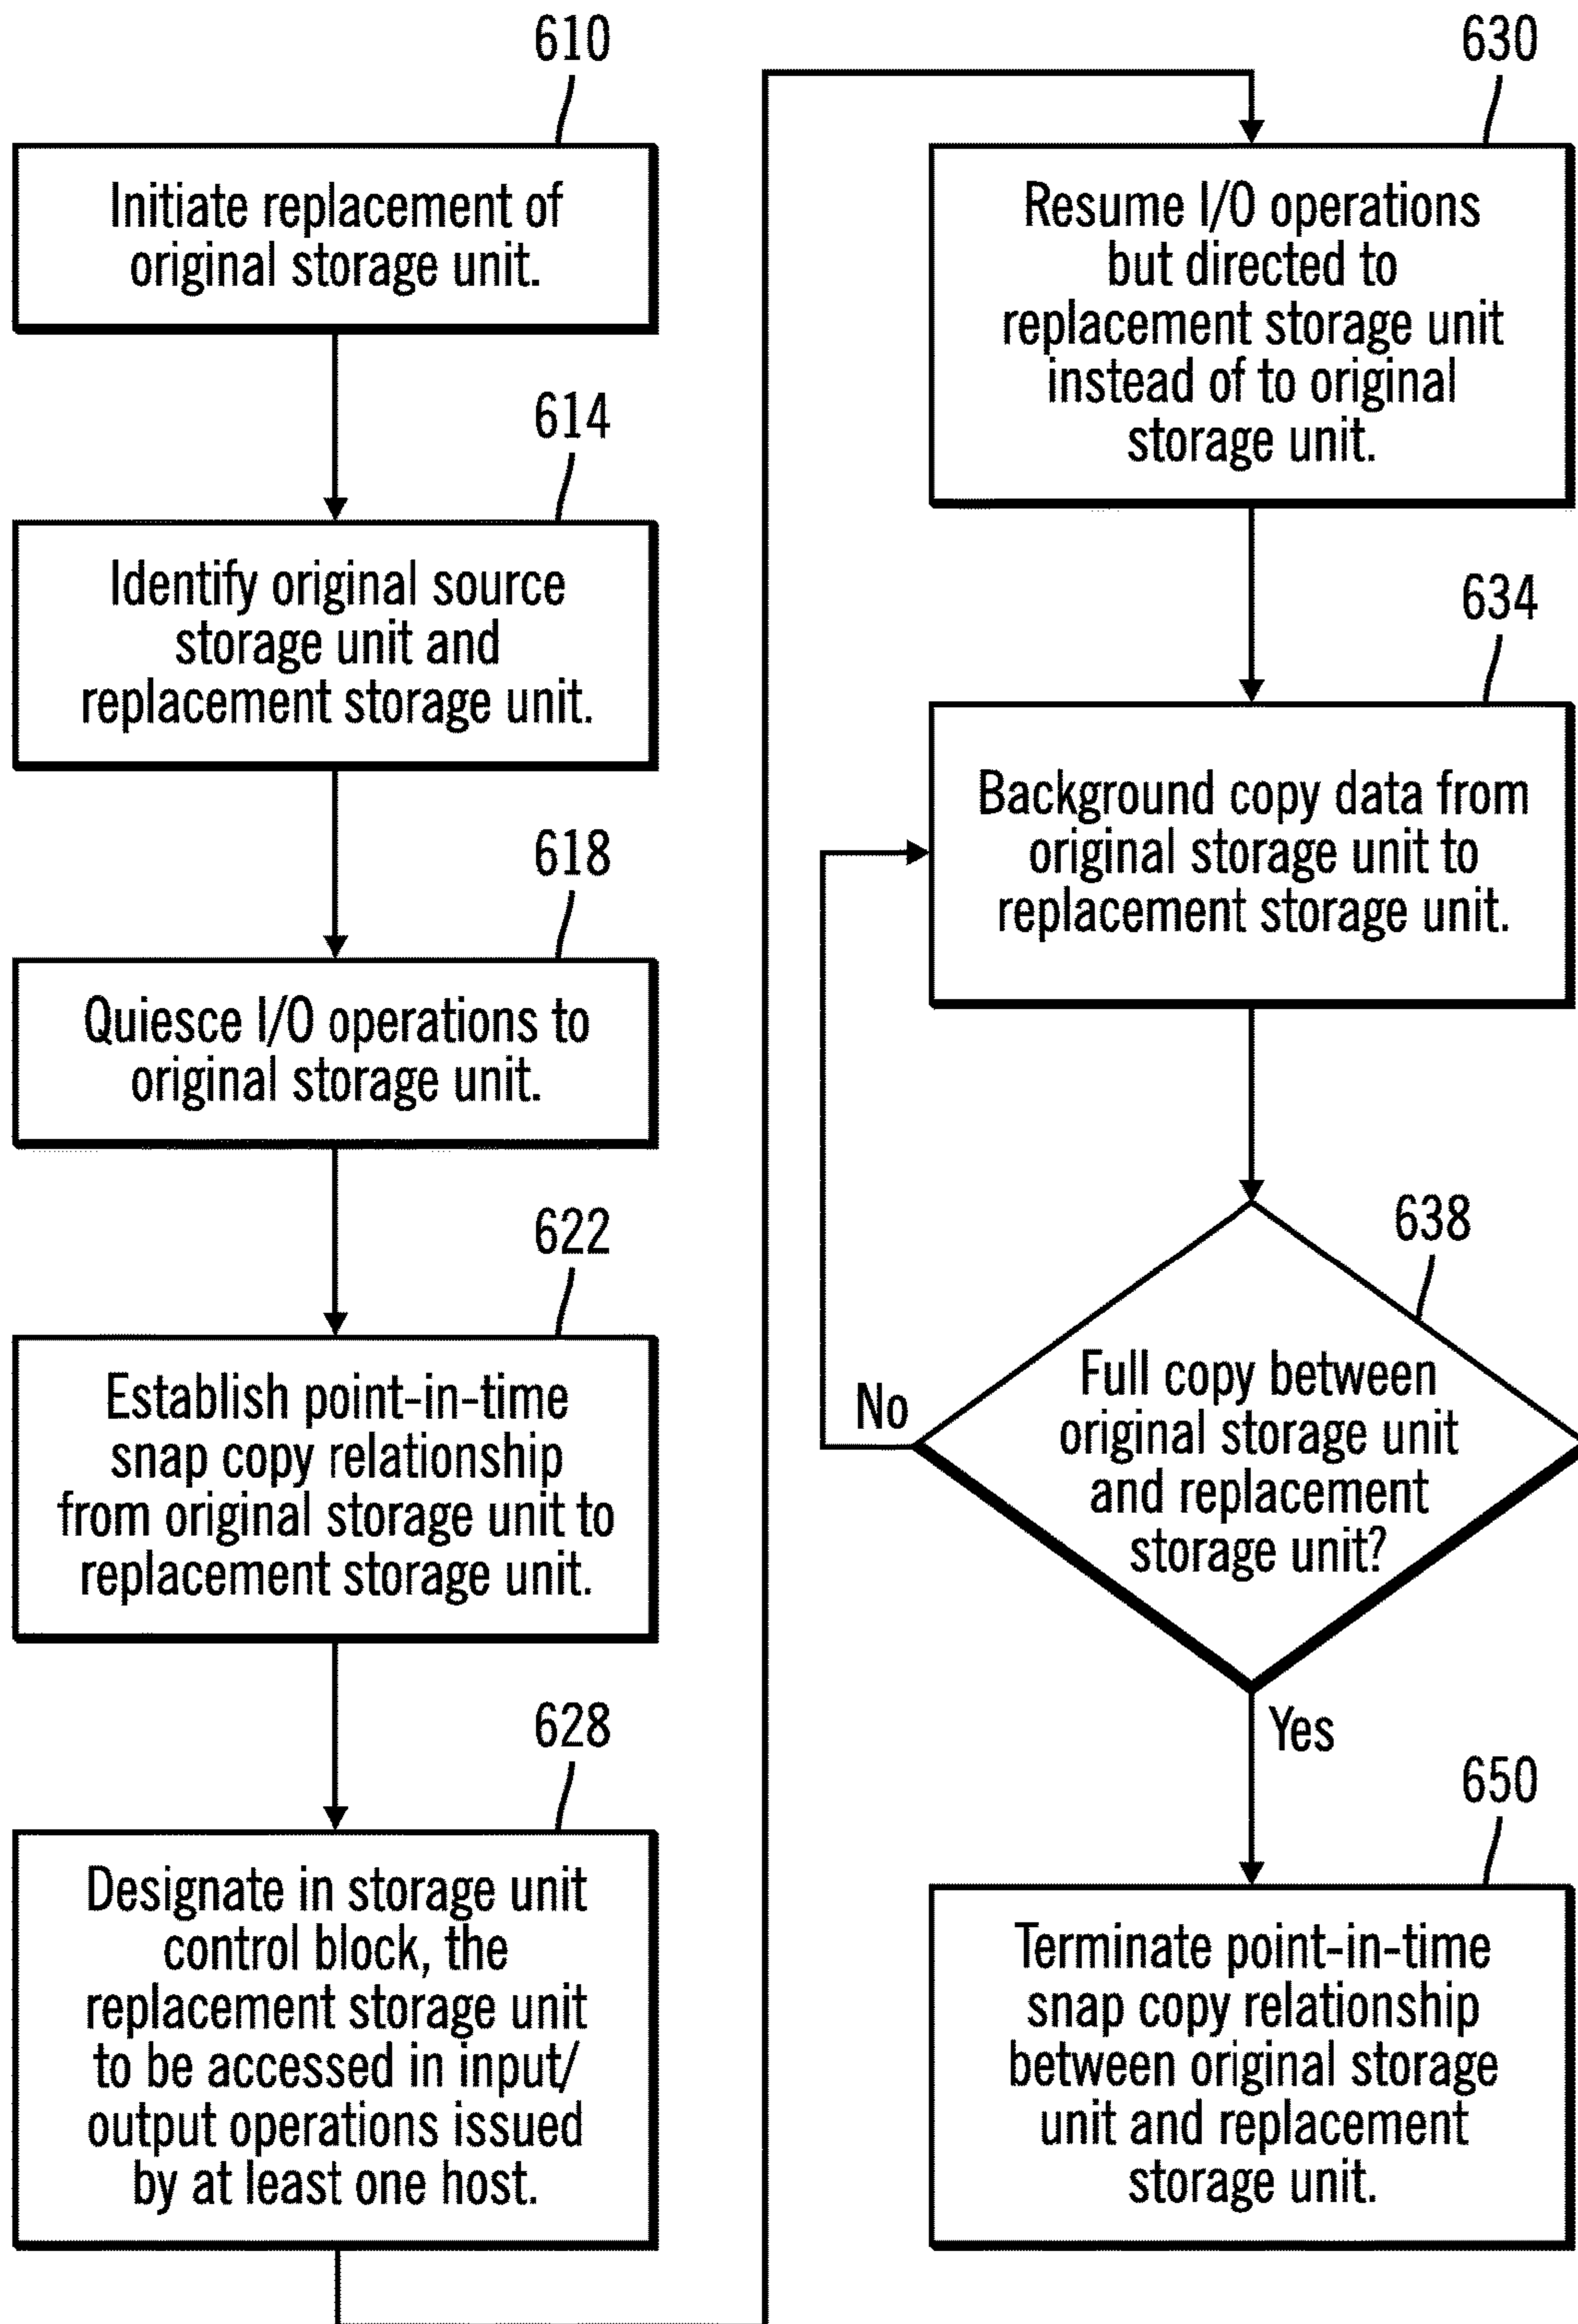 610
Initiate replacement of
original storage unit.
614
Identify original source
storage unit and
replacement storage unit.
618
Quiesce I/O operations to
original storage unit.
622
Establish point-in-time
snap copy relationship
from original storage unit to
replacement storage unit.
628
Designate in storage unit
control block, the
replacement storage unit
to be accessed in input/
output operations issued
by at least one host.
630
Resume I/O operations
but directed to
replacement storage unit
instead of to original
storage unit.
634
Background copy data from
original storage unit to
replacement storage unit.
638
Full copy between
original storage unit
and replacement
storage unit?
No
Yes
650
Terminate point-in-time
snap copy relationship
between original storage
unit and replacement
storage unit.